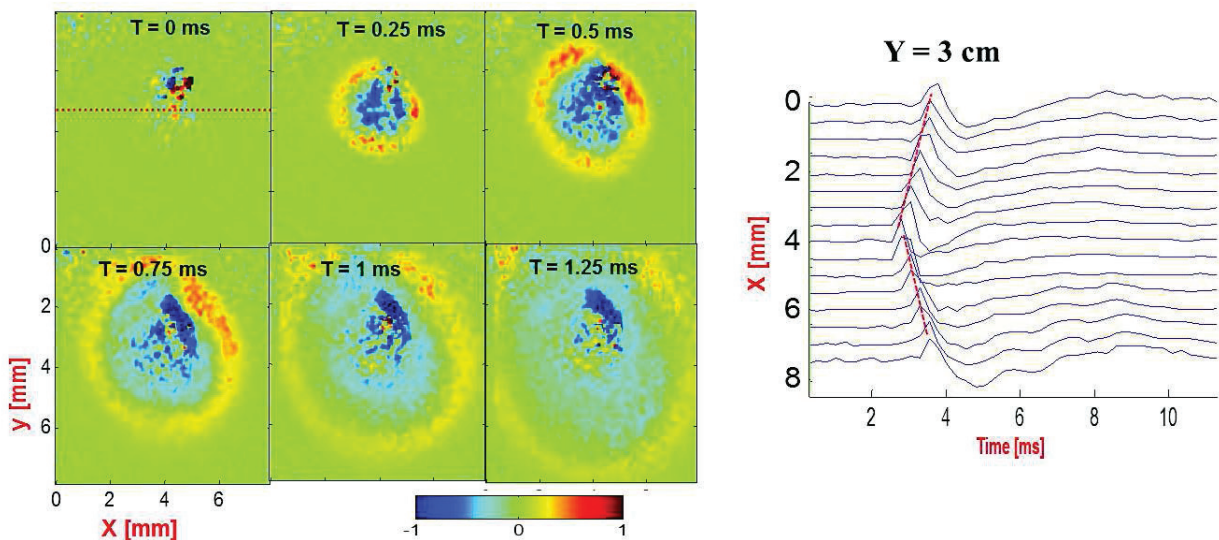 T = 0 ms
T = 0.25 ms
T = 0.5 ms
0
T = 0.75 ms
T = 1 ms
T = 1.25 ms
2
4
6
y [mm]
0 2 4 6
X [mm]
-1 0 1
Y = 3 cm
0
2
4
6
8
X [mm]
2 4 6 8 10
Time [ms]